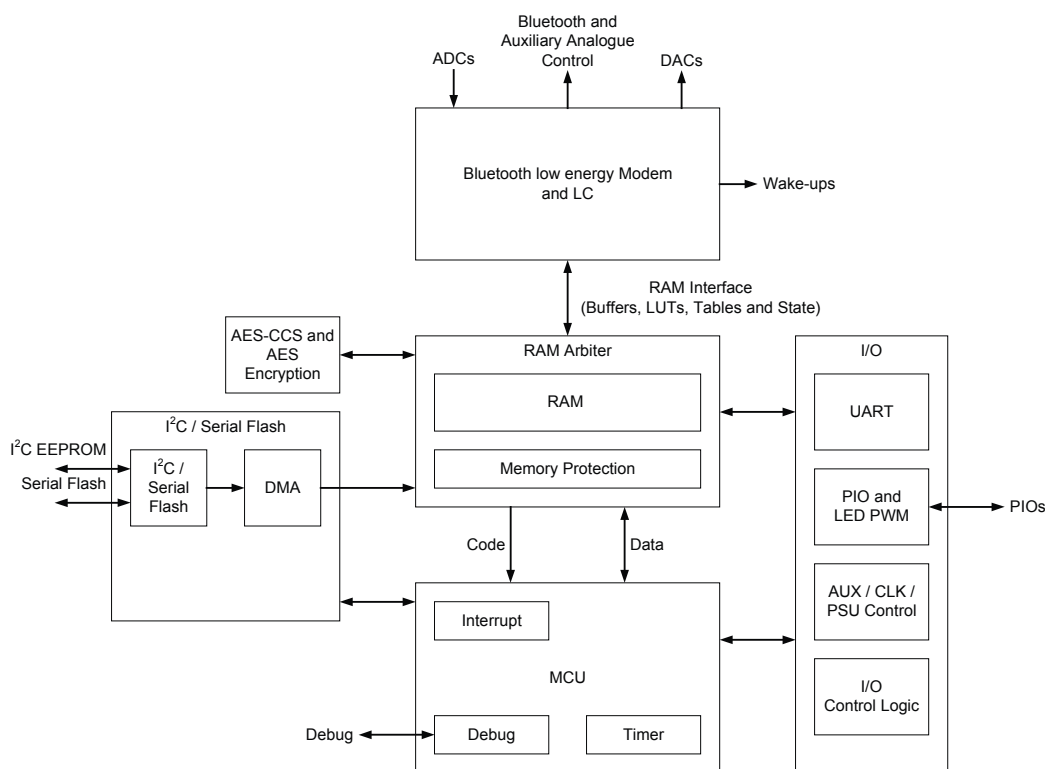 Bluetooth and
Auxiliary Analogue
Control
ADCs
DACs
Bluetooth low energy Modem
and LC
Wake-ups
RAM Interface
(Buffers, LUTs, Tables and State)
AES-CCS and
AES
Encryption
RAM Arbiter
RAM
Memory Protection
I/O
UART
PIO and
LED PWM
PIOs
AUX / CLK /
PSU Control
I/O
Control Logic
I²C / Serial Flash
I²C EEPROM
Serial Flash
I²C /
Serial
Flash
DMA
Code
Data
Interrupt
MCU
Debug
Debug
Timer